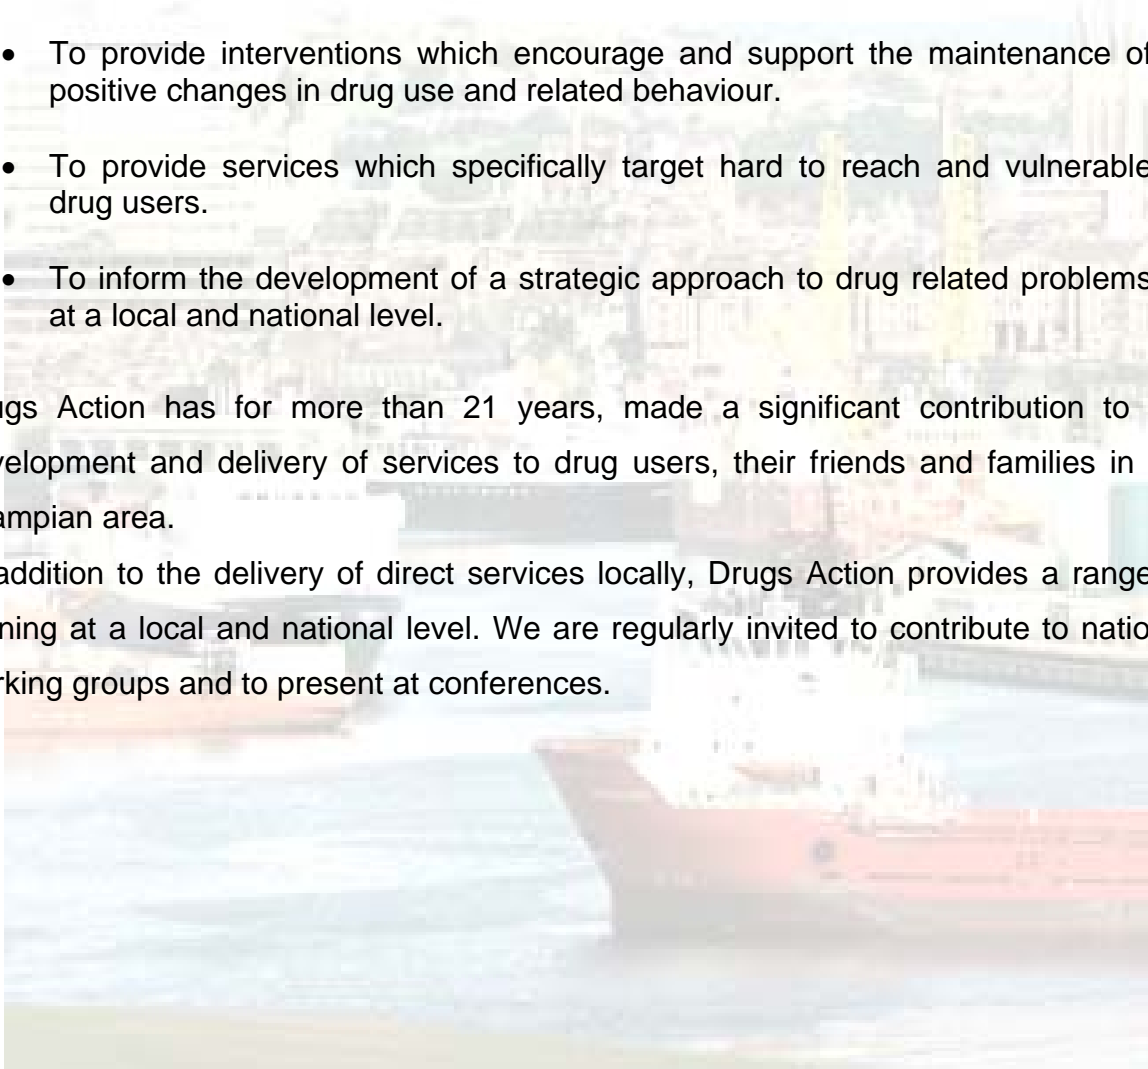 • To provide interventions which encourage and support the maintenance of
positive changes in drug use and related behaviour.
• To provide services which specifically target hard to reach and vulnerable
drug users.
• To inform the development of a strategic approach to drug related problems
at a local and national level.
ugs Action has for more than 21 years, made a significant contribution to
velopment and delivery of services to drug users, their friends and families in
ampian area.
addition to the delivery of direct services locally, Drugs Action provides a range
ning at a local and national level. We are regularly invited to contribute to natio
rking groups and to present at conferences.